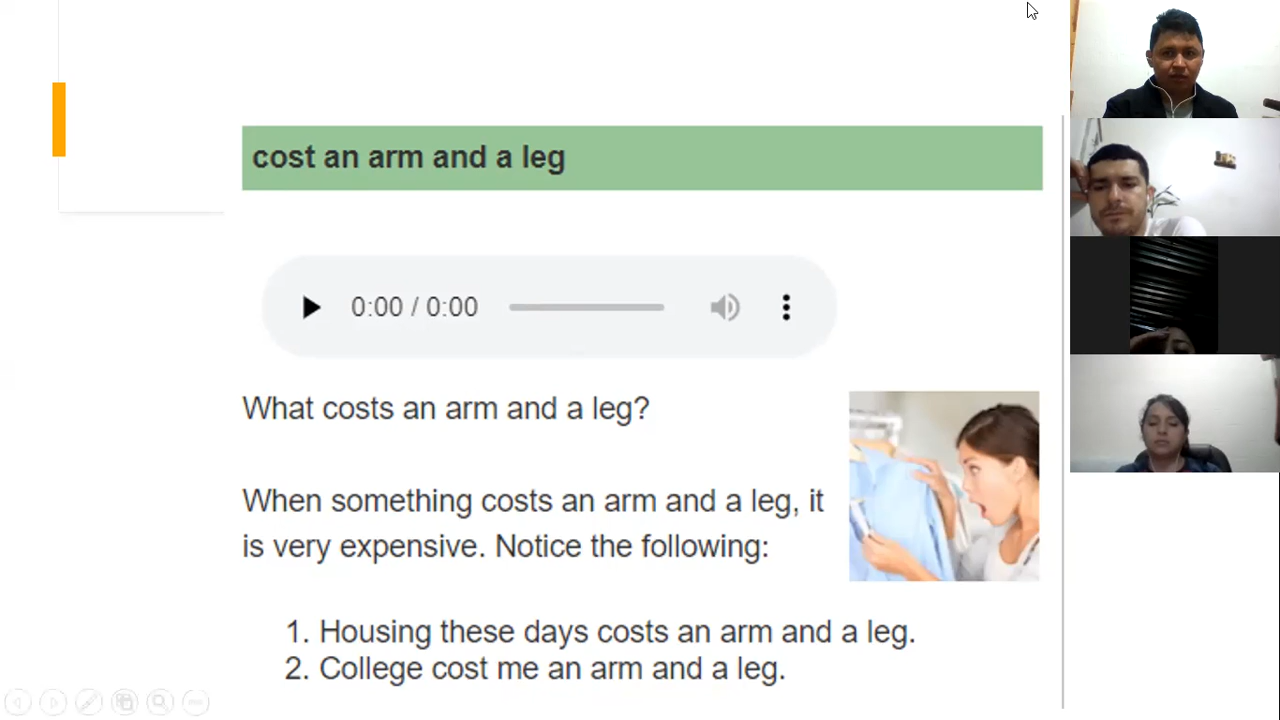 cost an arm and a leg
0:00 / 0:00
What costs an arm and a leg?
When something costs an arm and a leg, it
is very expensive. Notice the following:
1. Housing these days costs an arm and a leg.
2. College cost me an arm and a leg.